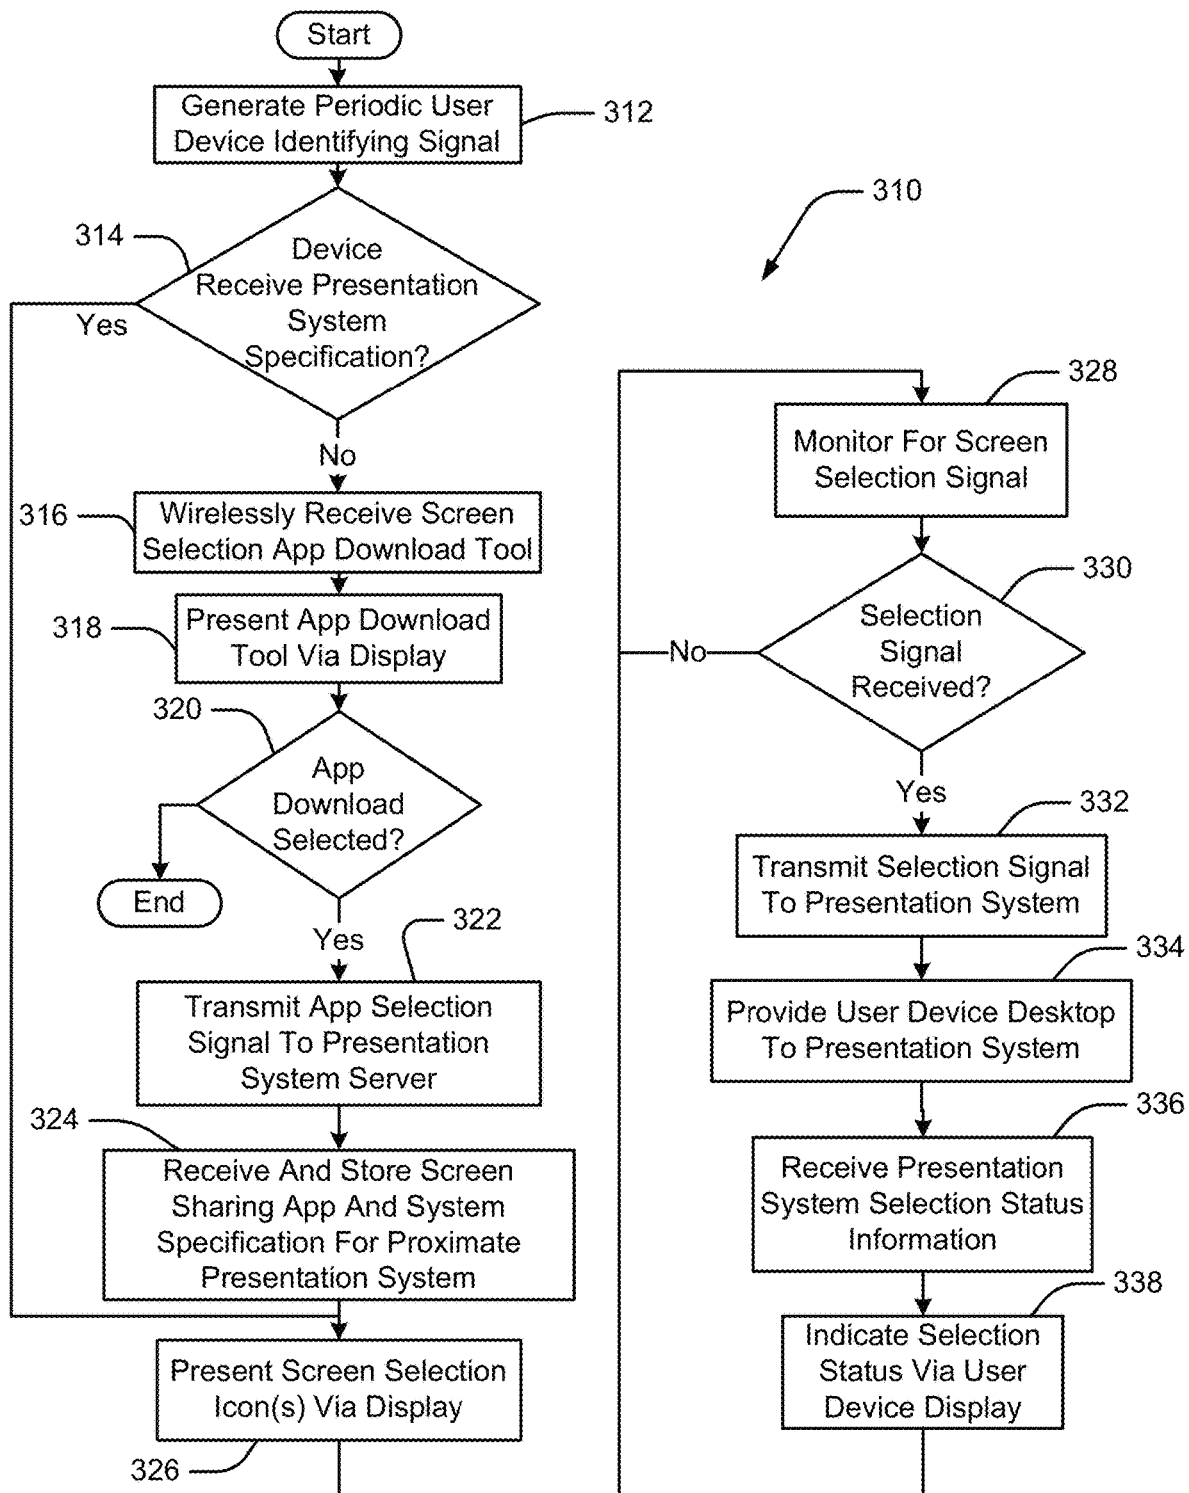 Start
Generate Periodic User
Device Identifying Signal
312
310
314
Device
Receive Presentation
System
Specification?
Yes
No
316
Wirelessly Receive Screen
Selection App Download Tool
318
Present App Download
Tool Via Display
320
App
Download
Selected?
End
Yes
322
Transmit App Selection
Signal To Presentation
System Server
324
Receive And Store Screen
Sharing App And System
Specification For Proximate
Presentation System
Present Screen Selection
Icon(s) Via Display
326
328
Monitor For Screen
Selection Signal
330
Selection
Signal
Received?
No
Yes
332
Transmit Selection Signal
To Presentation System
334
Provide User Device Desktop
To Presentation System
336
Receive Presentation
System Selection Status
Information
338
Indicate Selection
Status Via User
Device Display